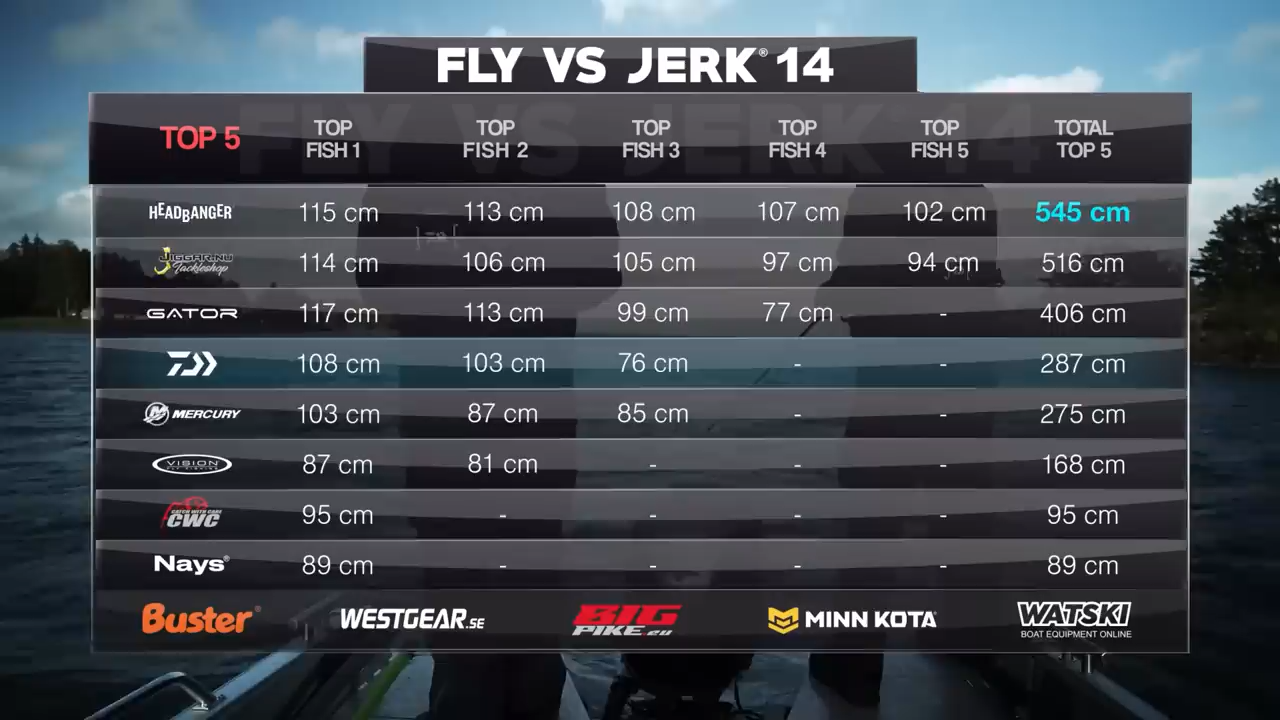 FLY VS JERK® 14
TOP 5 TOP FISH 1 TOP FISH 2 TOP FISH 3 TOP FISH 4 TOP FISH 5 TOTAL TOP 5
HEADBANGER 115 cm 113 cm 108 cm 107 cm 102 cm 545 cm
JIGGAR.NU Tackleshop 114 cm 106 cm 105 cm 97 cm 94 cm 516 cm
GATOR 117 cm 113 cm 99 cm 77 cm - 406 cm
108 cm 103 cm 76 cm - - 287 cm
MERCURY 103 cm 87 cm 85 cm - - 275 cm
VISION 87 cm 81 cm - - - 168 cm
CATCH WITH CARE CWC 95 cm - - - - 95 cm
Nays® 89 cm - - - - 89 cm
Buster® WESTGEAR.SE BIG PIKE.eu MINN KOTA WATSKI
BOAT EQUIPMENT ONLINE